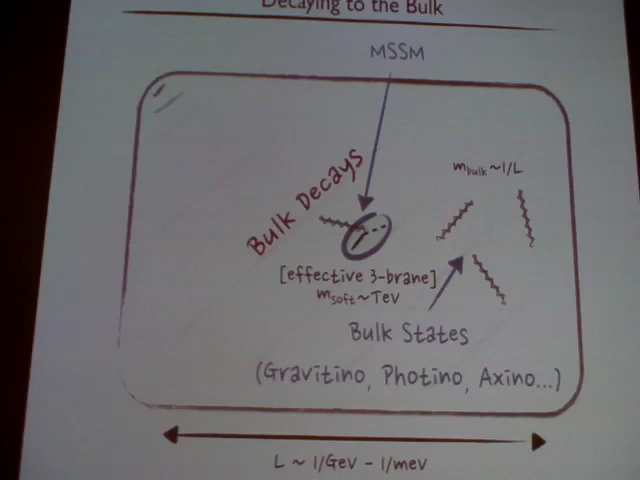 Decaying to the Bulk
MSSM
Bulk Decays
m_bulk ~ 1/L
[effective 3-brane]
m_soft ~ TeV
Bulk States
(Gravitino, Photino, Axino...)
L ~ 1/GeV - 1/meV